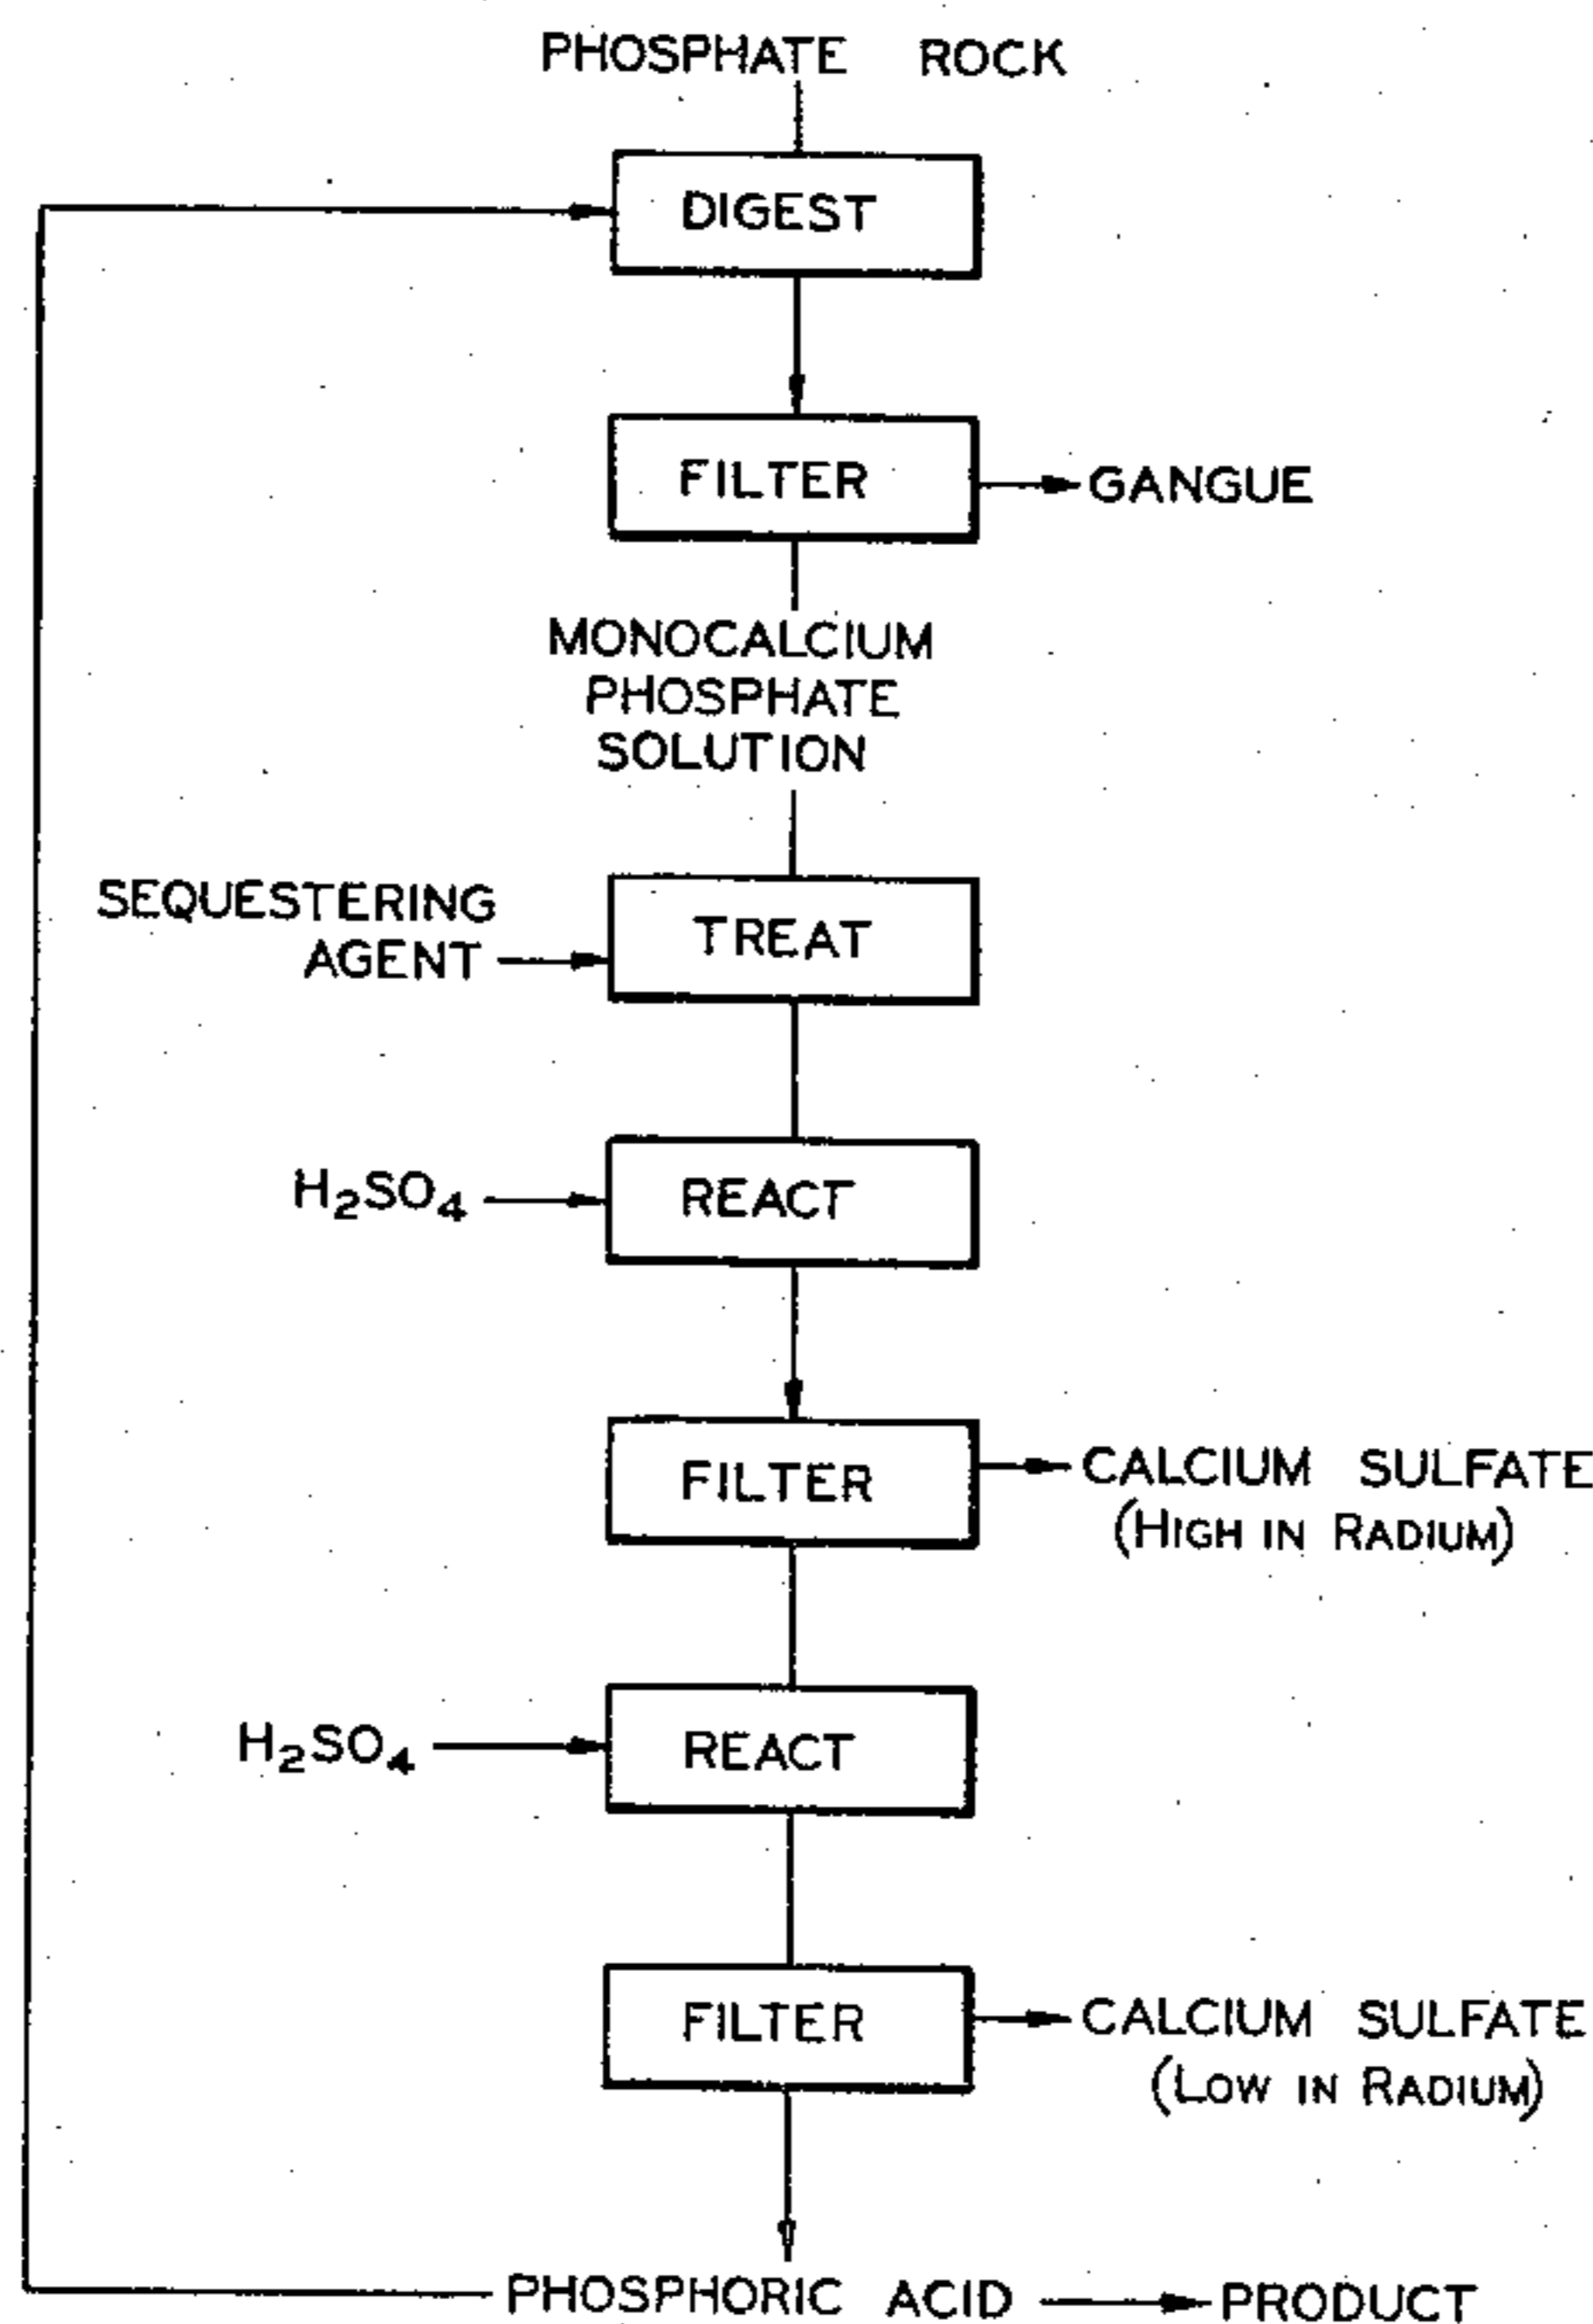 PHOSPHATE ROCK
DIGEST
FILTER
GANGUE
MONOCALCIUM
PHOSPHATE
SOLUTION
SEQUESTERING
AGENT
TREAT
H₂SO₄
REACT
FILTER
CALCIUM SULFATE
(HIGH IN RADIUM)
H₂SO₄
REACT
FILTER
CALCIUM SULFATE
(LOW IN RADIUM)
PHOSPHORIC ACID
PRODUCT